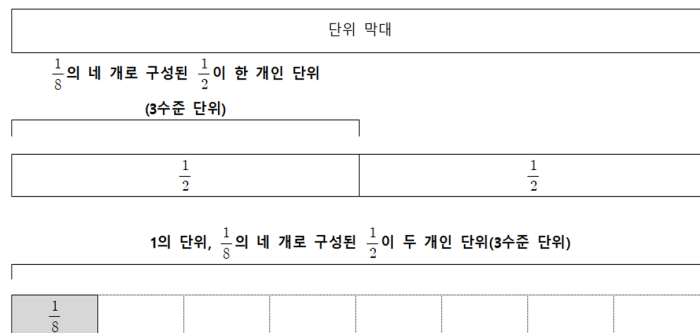 단위 막대
1/8의 네 개로 구성된 1/2이 한 개인 단위
(3수준 단위)
1/2 1/2
1의 단위, 1/8의 네 개로 구성된 1/2이 두 개인 단위(3수준 단위)
1/8